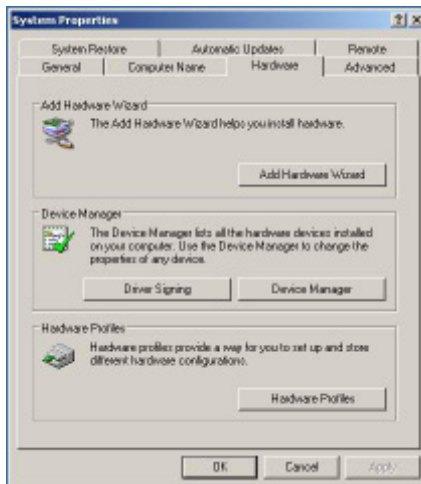 System Properties
System Restore Automatic Updates Remote
General Computer Name Hardware Advanced
Add Hardware Wizard
The Add Hardware Wizard helps you install hardware.
Add Hardware Wizard
Device Manager
The Device Manager lists all the hardware devices installed
on your computer. Use the Device Manager to change the
properties of any device.
Driver Signing Device Manager
Hardware Profiles
Hardware profiles provide a way for you to set up and store
different hardware configurations.
Hardware Profiles
OK Cancel Apply